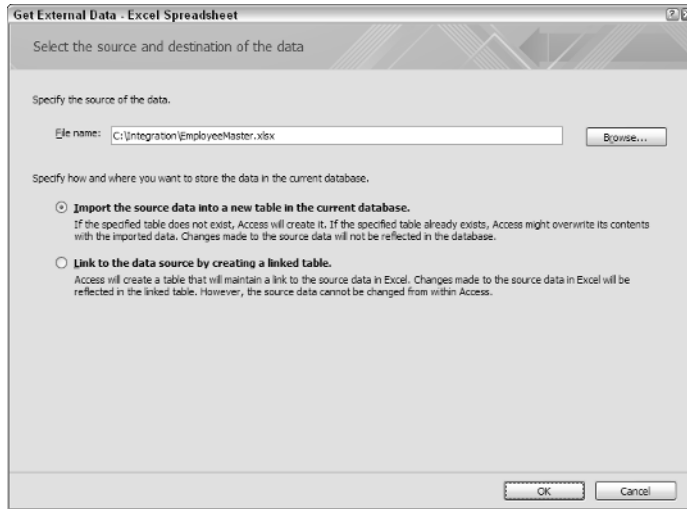 Get External Data - Excel Spreadsheet
Select the source and destination of the data
Specify the source of the data.
File name: C:\Integration\EmployeeMaster.xlsx Browse...
Specify how and where you want to store the data in the current database.
Import the source data into a new table in the current database.
If the specified table does not exist, Access will create it. If the specified table already exists, Access might overwrite its contents
with the imported data. Changes made to the source data will not be reflected in the database.
Link to the data source by creating a linked table.
Access will create a table that will maintain a link to the source data in Excel. Changes made to the source data in Excel will be
reflected in the linked table. However, the source data cannot be changed from within Access.
OK Cancel